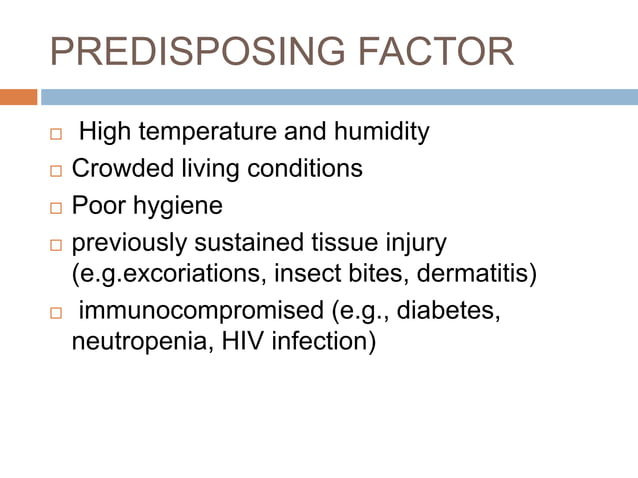 PREDISPOSING FACTOR
High temperature and humidity
Crowded living conditions
Poor hygiene
previously sustained tissue injury
(e.g.excoriations, insect bites, dermatitis)
immunocompromised (e.g., diabetes,
neutropenia, HIV infection)